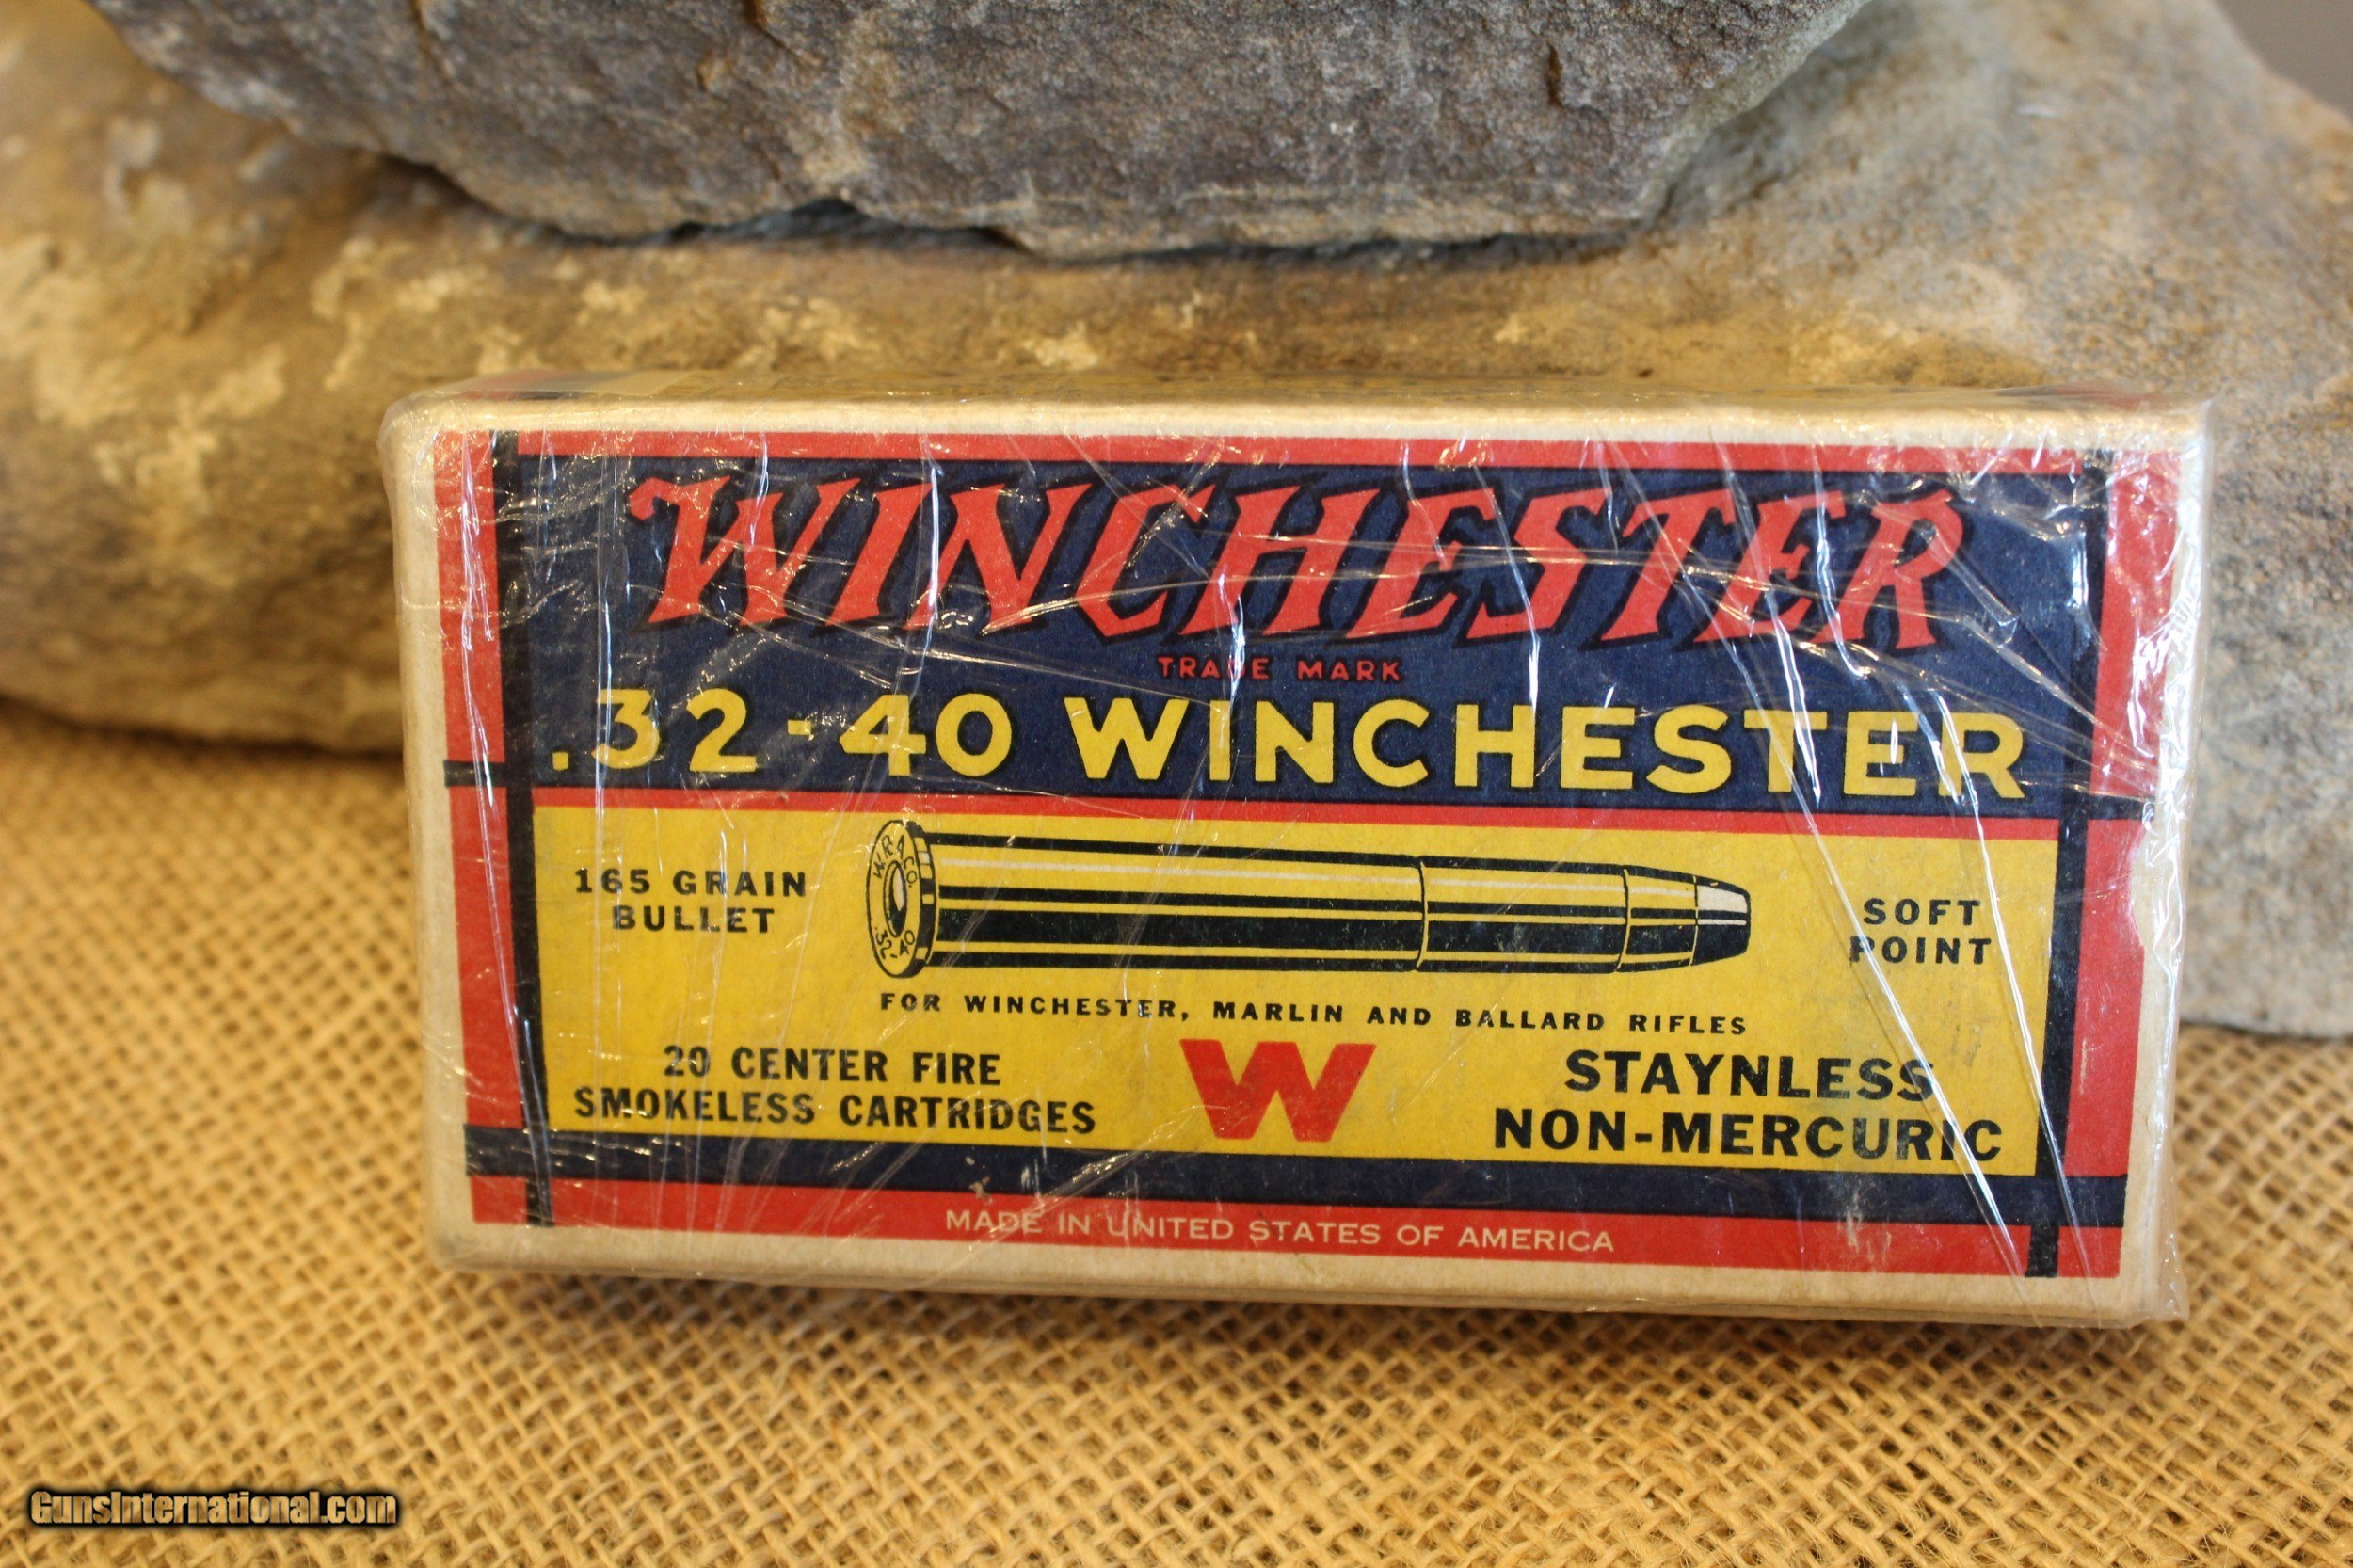 WINCHESTER
TRADE MARK
.32-40 WINCHESTER
165 GRAIN
BULLET
W.R.A.CO.
.32-40
SOFT
POINT
FOR WINCHESTER, MARLIN AND BALLARD RIFLES
20 CENTER FIRE
SMOKELESS CARTRIDGES
W
STAYNLESS
NON-MERCURIC
MADE IN UNITED STATES OF AMERICA
GunsInternational.com